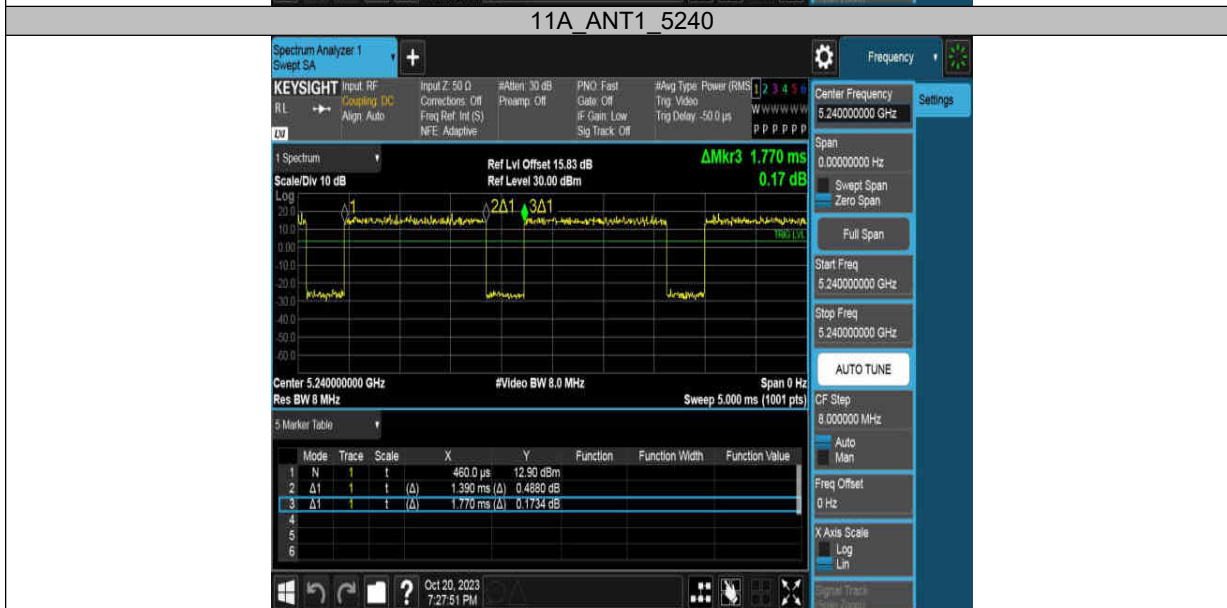 11A_ANT1_5240
Spectrum Analyzer 1
Swept SA
Frequency
KEYSIGHT
RL
Input: RF
Coupling: DC
Align: Auto
Input Z: 50 Ω
Corrections: Off
Freq Ref: Int (S)
NFE: Adaptive
#Atten: 30 dB
Preamp: Off
PNO: Fast
Gate: Off
IF Gain: Low
Sig Track: Off
#Avg Type: Power (RMS
Trig: Video
Trig Delay: -50.0 µs
1 2 3 4 5 6
W W W W W W
P P P P P P
1 Spectrum
Scale/Div 10 dB
Ref Lvl Offset 15.83 dB
Ref Level 30.00 dBm
ΔMkr3 1.770 ms
0.17 dB
Log
1
2Δ1
3Δ1
TRIG LVL
20.0
10.0
0.00
-10.0
-20.0
-30.0
-40.0
-50.0
-60.0
Center 5.240000000 GHz
#Video BW 8.0 MHz
Span 0 Hz
Res BW 8 MHz
Sweep 5.000 ms (1001 pts)
5 Marker Table
Mode Trace Scale X Y Function Function Width Function Value
1 N 1 t 460.0 µs 12.90 dBm
2 Δ1 1 t (Δ) 1.390 ms (Δ) 0.4880 dB
3 Δ1 1 t (Δ) 1.770 ms (Δ) 0.1734 dB
4
5
6
Oct 20, 2023
7:27:51 PM
Center Frequency
5.240000000 GHz
Settings
Span
0.00000000 Hz
Swept Span
Zero Span
Full Span
Start Freq
5.240000000 GHz
Stop Freq
5.240000000 GHz
AUTO TUNE
CF Step
8.000000 MHz
Auto
Man
Freq Offset
0 Hz
X Axis Scale
Log
Lin
Signal Track